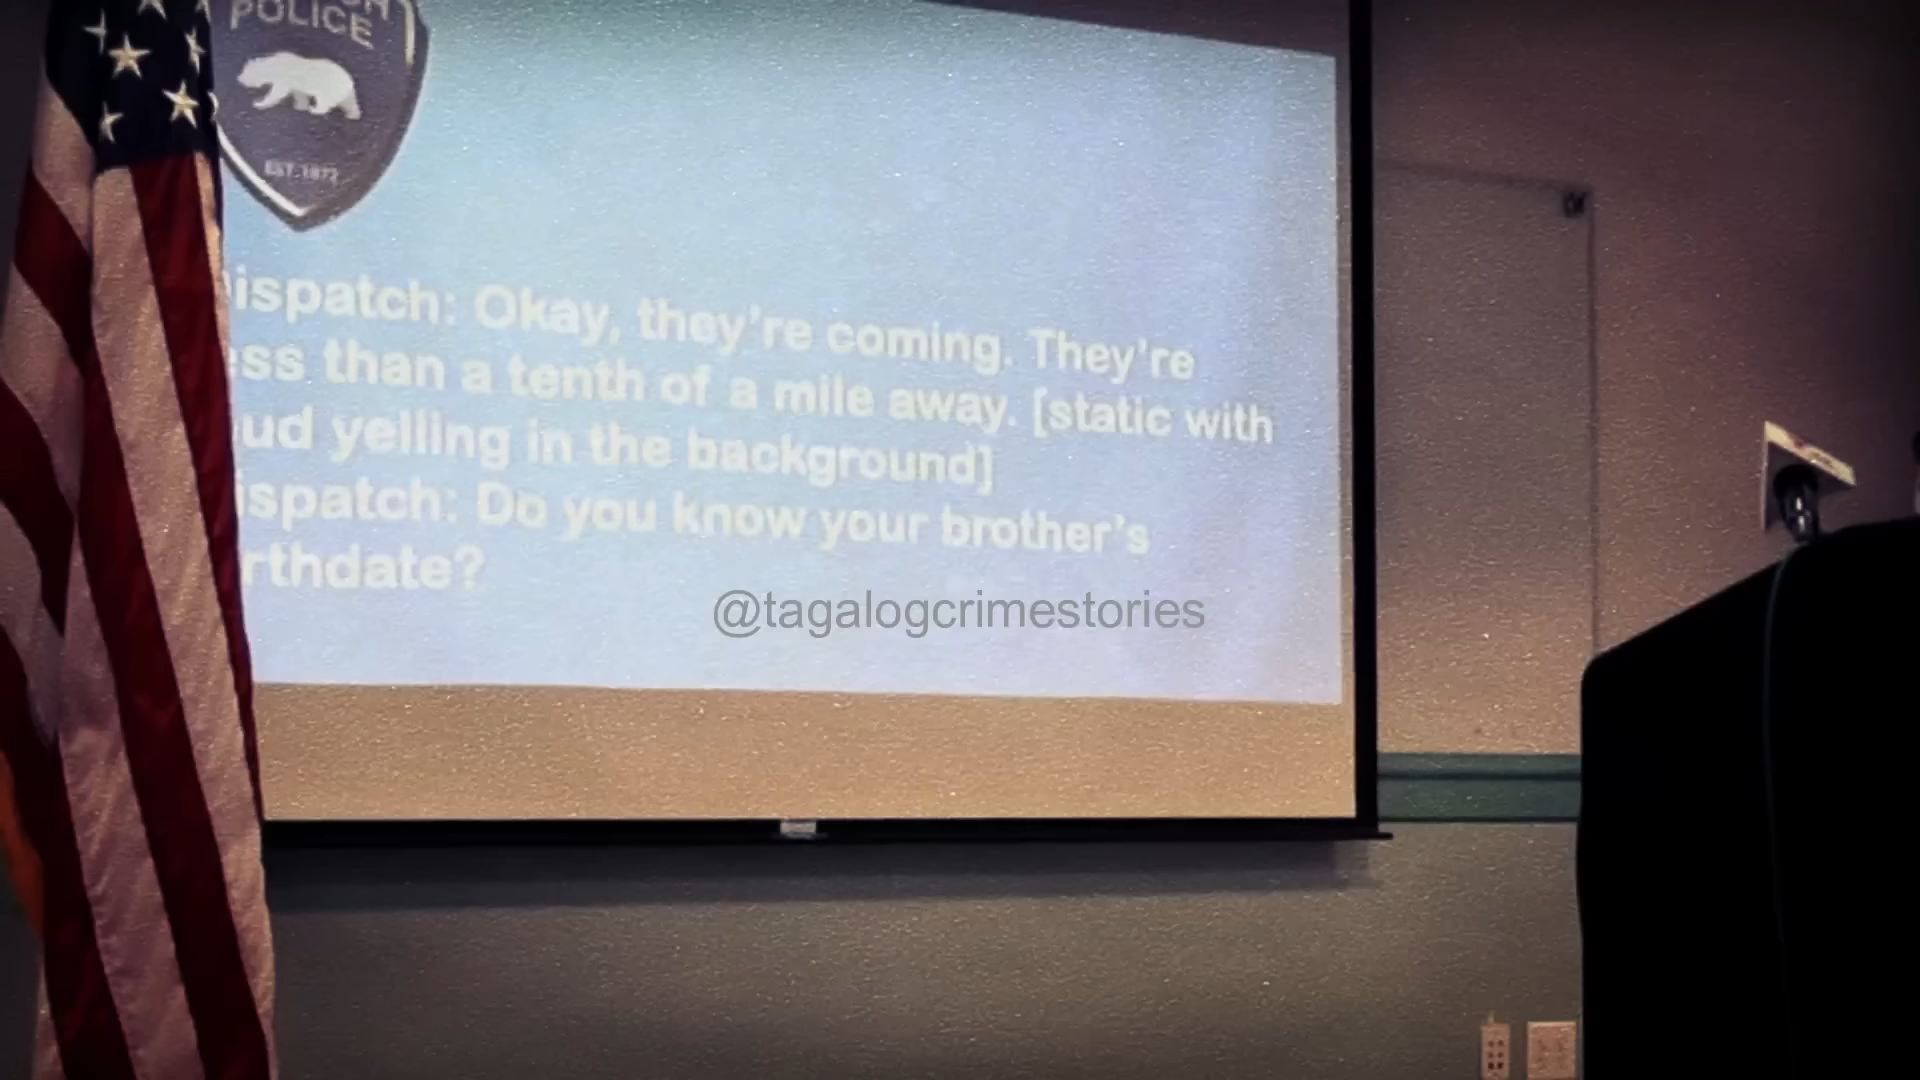 POLICE
EST. 1872
ispatch: Okay, they're coming. They're
ss than a tenth of a mile away. [static with
ud yelling in the background]
ispatch: Do you know your brother's
rthdate?
@tagalogcrimestories